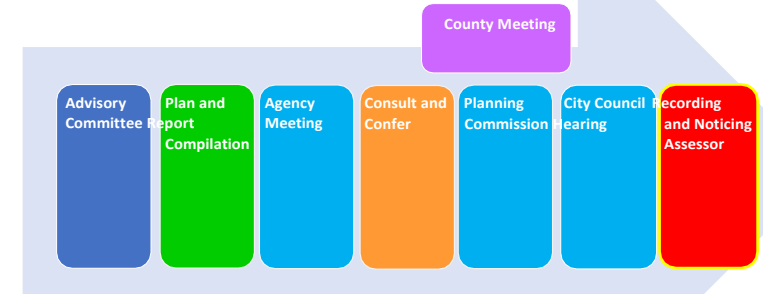 County Meeting
Advisory
Committee
Plan and
Report
Compilation
Agency
Meeting
Consult and
Confer
Planning
Commission
City Council
Hearing
Recording
and Noticing
Assessor